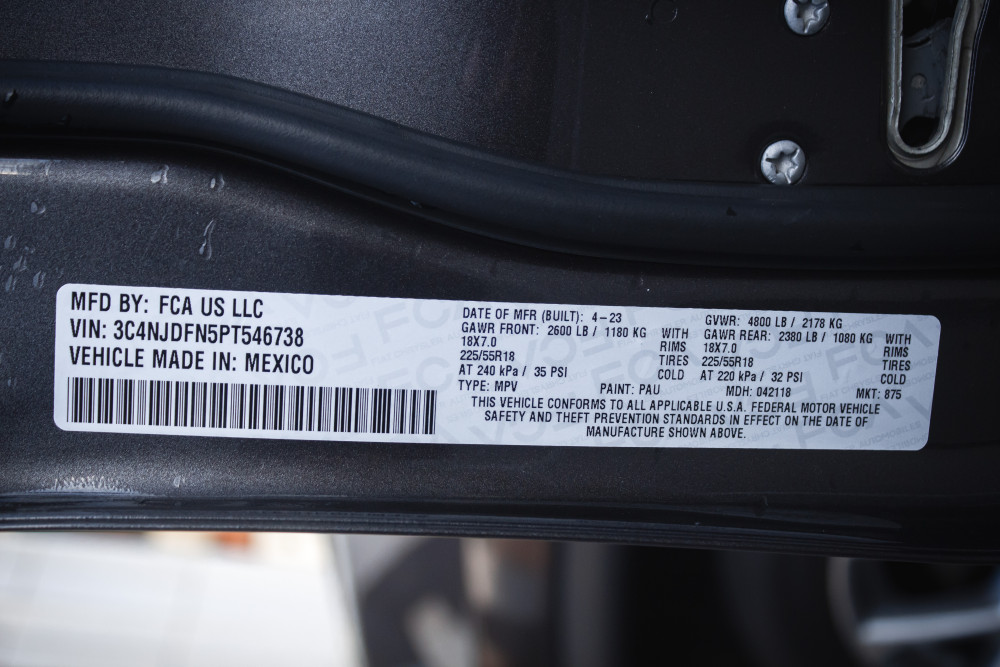 MFD BY: FCA US LLC
VIN: 3C4NJDFN5PT546738
VEHICLE MADE IN: MEXICO
DATE OF MFR (BUILT): 4-23
GAWR FRONT: 2600 LB / 1180 KG WITH
18X7.0 RIMS
225/55R18 TIRES
AT 240 kPa / 35 PSI COLD
TYPE: MPV PAINT: PAU
GVWR: 4800 LB / 2178 KG
GAWR REAR: 2380 LB / 1080 KG WITH
18X7.0 RIMS
225/55R18 TIRES
AT 220 kPa / 32 PSI COLD
MDH: 042118 MKT: 875
THIS VEHICLE CONFORMS TO ALL APPLICABLE U.S.A. FEDERAL MOTOR VEHICLE
SAFETY AND THEFT PREVENTION STANDARDS IN EFFECT ON THE DATE OF
MANUFACTURE SHOWN ABOVE.